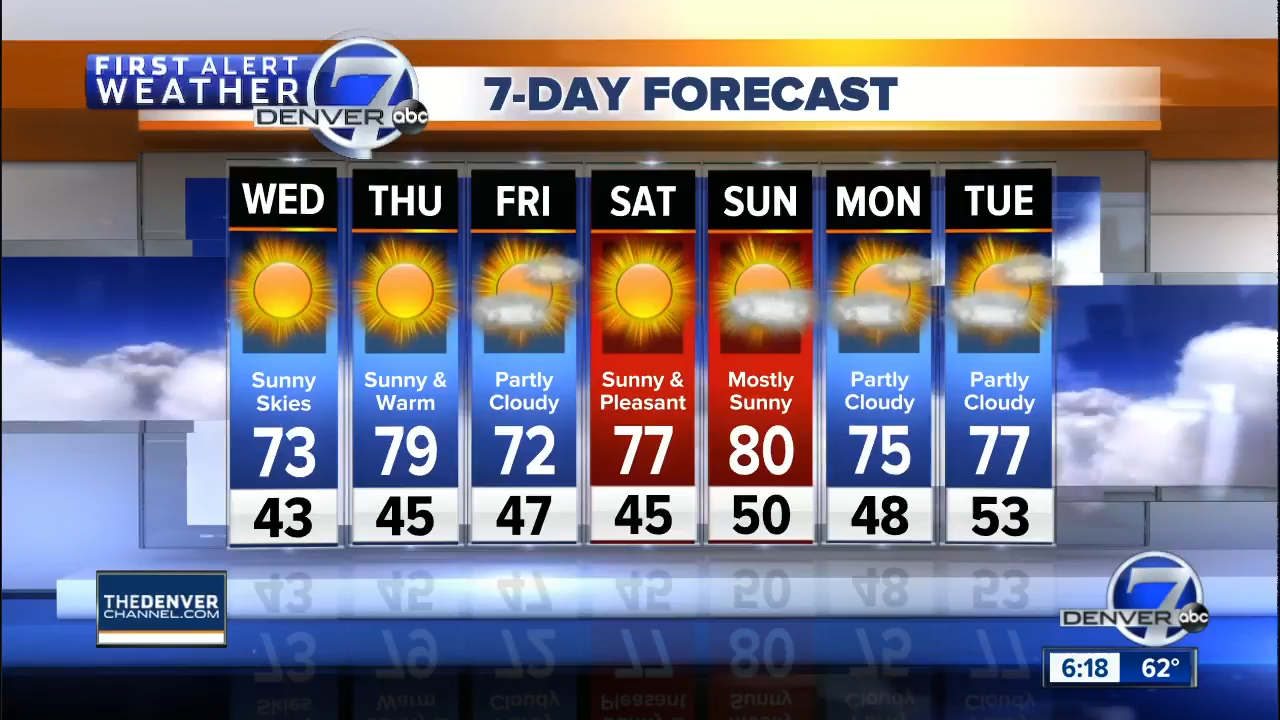 FIRST ALERT
WEATHER
7
DENVER
abc
7-DAY FORECAST
WED THU FRI SAT SUN MON TUE
Sunny Skies
Sunny & Warm
Partly Cloudy
Sunny & Pleasant
Mostly Sunny
Partly Cloudy
Partly Cloudy
73 79 72 77 80 75 77
43 45 47 45 50 48 53
THEDENVER
CHANNEL.COM
7
DENVER
abc
6:18 62°